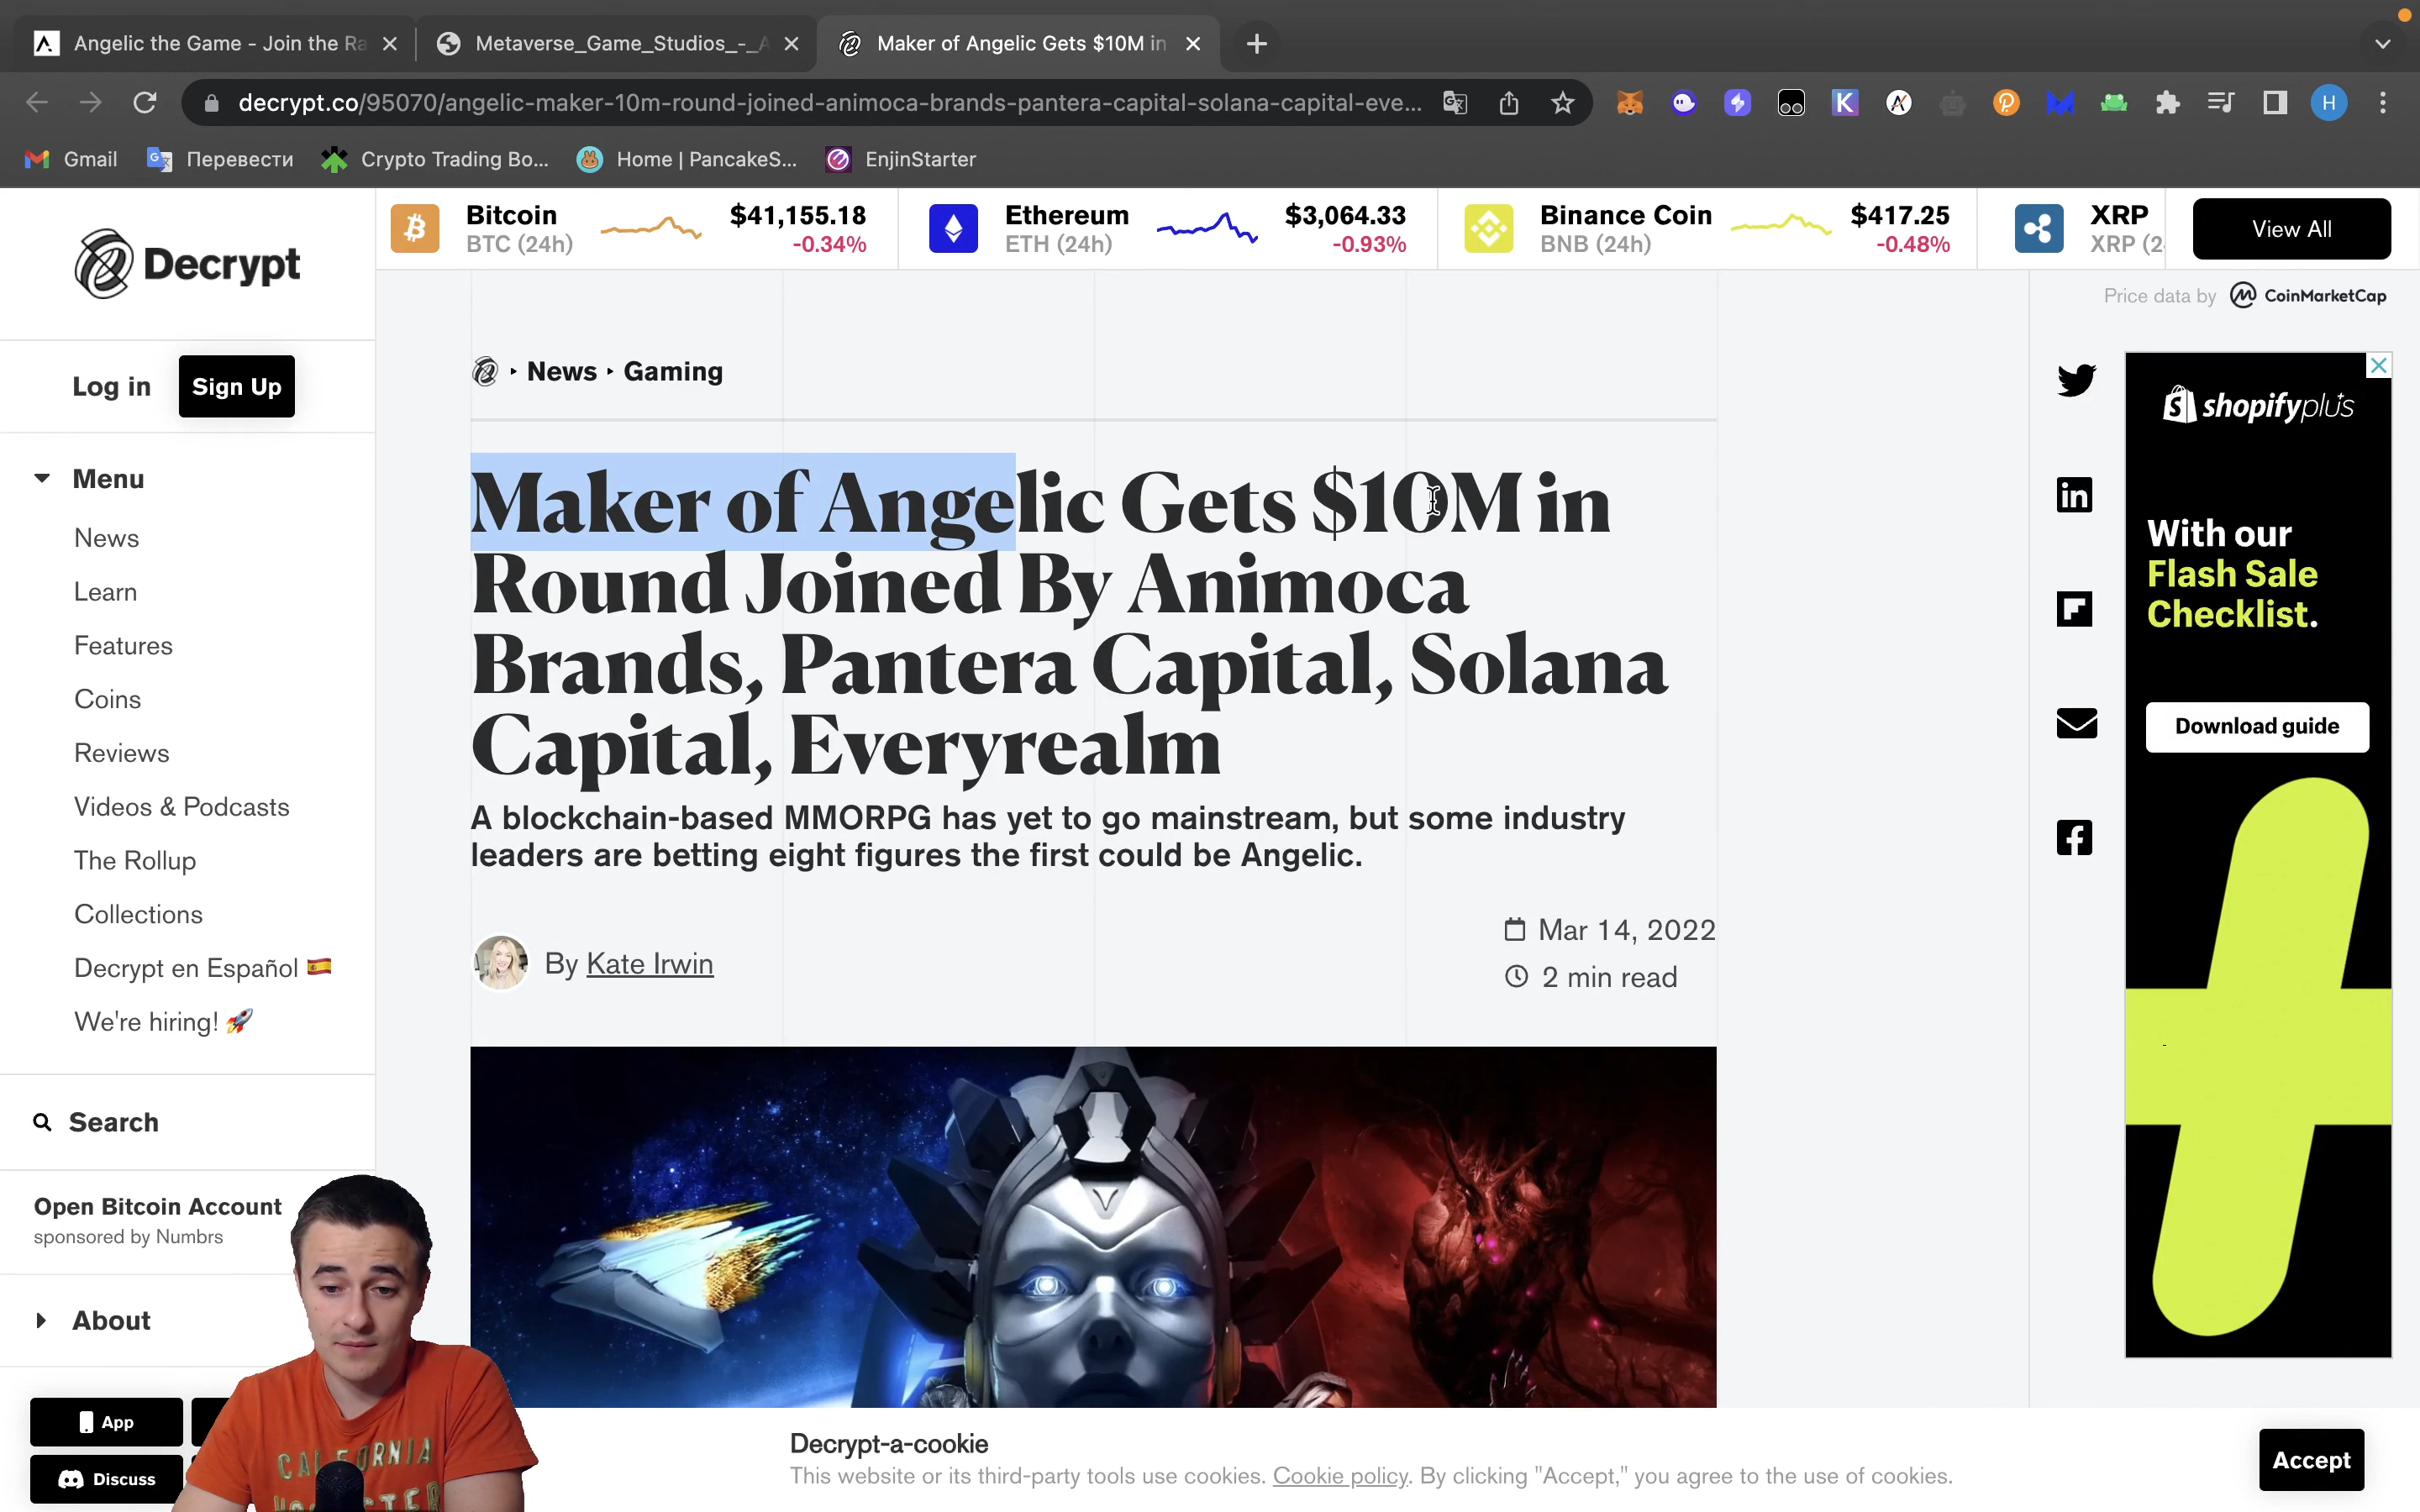 Angelic the Game - Join the Ra
Metaverse_Game_Studios_-_A
Maker of Angelic Gets $10M in
decrypt.co/95070/angelic-maker-10m-round-joined-animoca-brands-pantera-capital-solana-capital-eve...
H
Gmail
Перевести
Crypto Trading Bo...
Home | PancakeS...
EnjinStarter
Decrypt
Bitcoin
BTC (24h)
$41,155.18
-0.34%
Ethereum
ETH (24h)
$3,064.33
-0.93%
Binance Coin
BNB (24h)
$417.25
-0.48%
XRP
XRP (2
View All
Price data by CoinMarketCap
Log in
Sign Up
Menu
News
Learn
Features
Coins
Reviews
Videos & Podcasts
The Rollup
Collections
Decrypt en Español
We're hiring!
Search
Open Bitcoin Account
sponsored by Numbrs
About
App
Discuss
News
Gaming
Maker of Angelic Gets $10M in
Round Joined By Animoca
Brands, Pantera Capital, Solana
Capital, Everyrealm
A blockchain-based MMORPG has yet to go mainstream, but some industry
leaders are betting eight figures the first could be Angelic.
By Kate Irwin
Mar 14, 2022
2 min read
shopifyplus
With our
Flash Sale
Checklist.
Download guide
CALIFORNIA
Decrypt-a-cookie
This website or its third-party tools use cookies. Cookie policy. By clicking "Accept," you agree to the use of cookies.
Accept